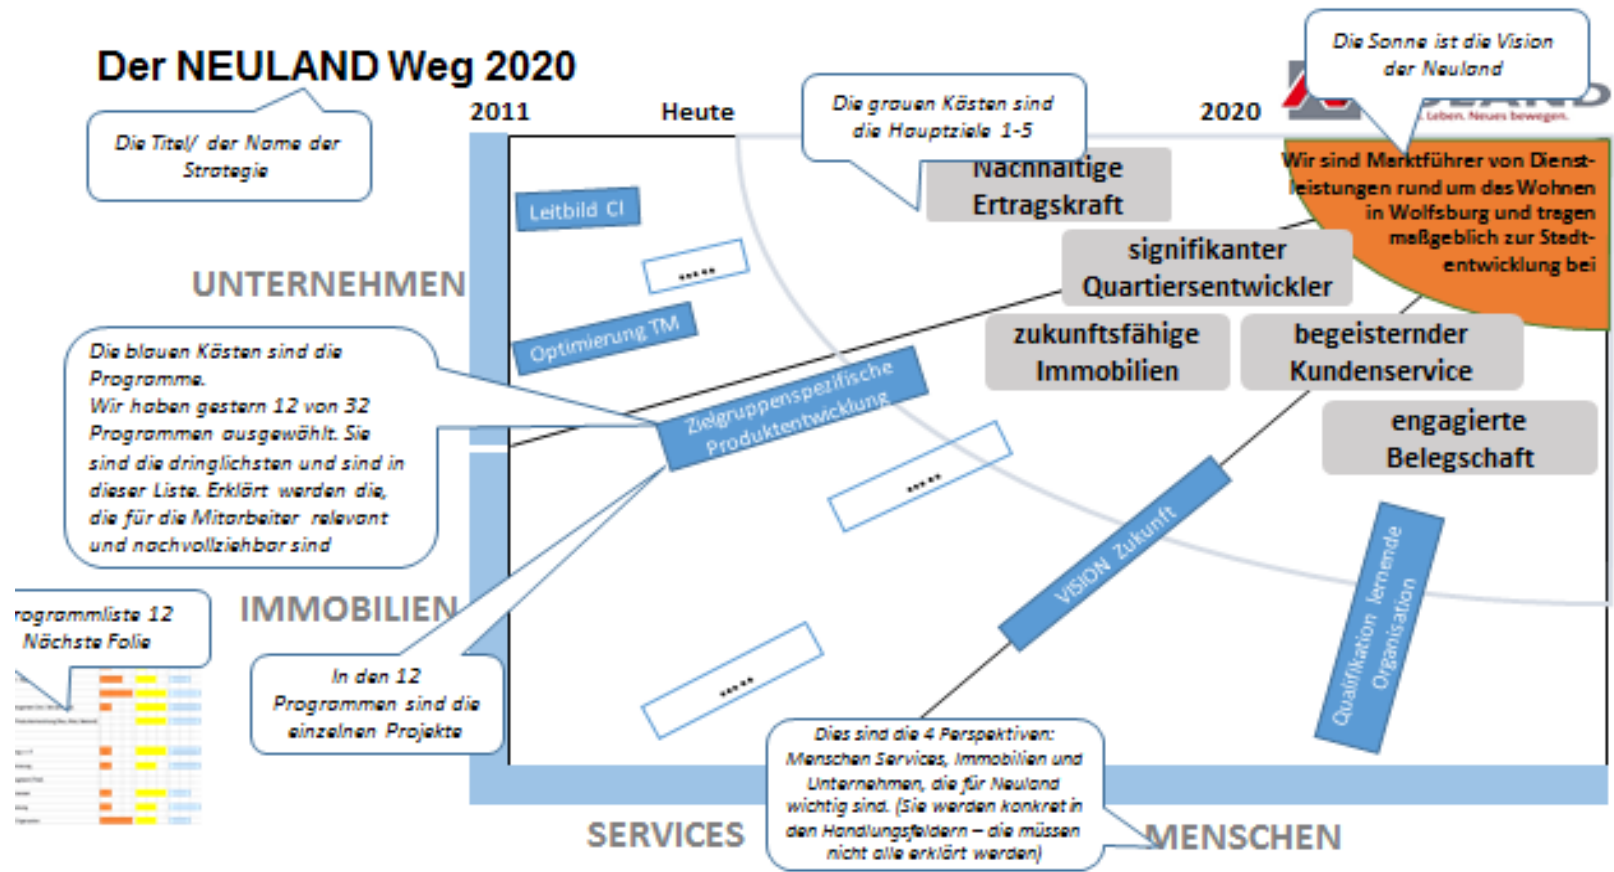 Der NEULAND Weg 2020
Die Titel/ der Name der
Strategie
2011
Heute
2020
Die grauen Kästen sind
die Hauptziele 1-5
Die Sonne ist die Vision
der Neuland
Leben. Neues bewegen.
Wir sind Marktführer von Dienst-
leistungen rund um das Wohnen
in Wolfsburg und tragen
maßgeblich zur Stadt-
entwicklung bei
Nachhaltige
Ertragskraft
signifikanter
Quartiersentwickler
zukunftsfähige
Immobilien
begeisternder
Kundenservice
engagierte
Belegschaft
UNTERNEHMEN
Leitbild CI
.....
Optimierung TM
Zielgruppenspezifische
Produktentwicklung
.....
VISION Zukunft
Qualifikation lernende
Organisation
.....
Die blauen Kästen sind die
Programme.
Wir haben gestern 12 von 32
Programmen ausgewählt. Sie
sind die dringlichsten und sind in
dieser Liste. Erklärt werden die,
die für die Mitarbeiter relevant
und nachvollziehbar sind
IMMOBILIEN
rogrammliste 12
Nächste Folie
In den 12
Programmen sind die
einzelnen Projekte
Dies sind die 4 Perspektiven:
Menschen Services, Immobilien und
Unternehmen, die für Neuland
wichtig sind. (Sie werden konkret in
den Handlungsfeldern – die müssen
nicht alle erklärt werden)
SERVICES
MENSCHEN